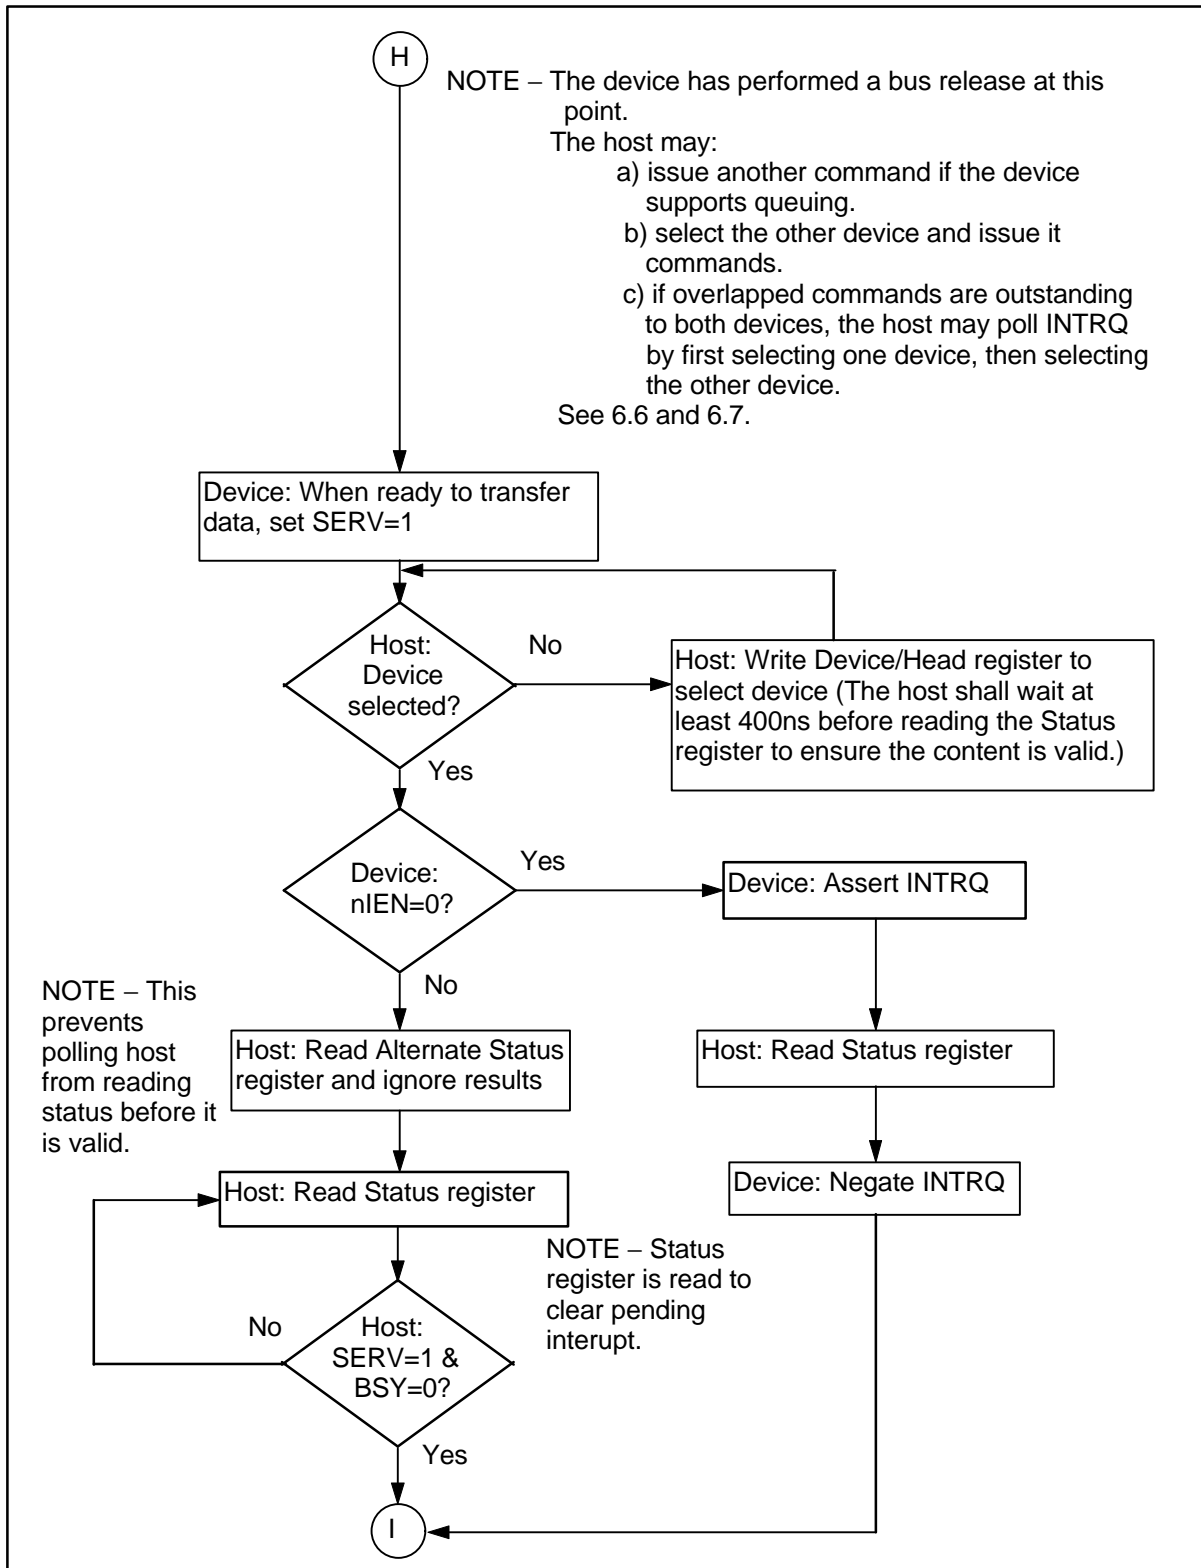 H
NOTE – The device has performed a bus release at this
point.
The host may:
a) issue another command if the device
supports queuing.
b) select the other device and issue it
commands.
c) if overlapped commands are outstanding
to both devices, the host may poll INTRQ
by first selecting one device, then selecting
the other device.
See 6.6 and 6.7.
Device: When ready to transfer
data, set SERV=1
Host:
Device
selected?
No
Host: Write Device/Head register to
select device (The host shall wait at
least 400ns before reading the Status
register to ensure the content is valid.)
Yes
Device:
nIEN=0?
Yes
Device: Assert INTRQ
No
NOTE – This
prevents
polling host
from reading
status before it
is valid.
Host: Read Alternate Status
register and ignore results
Host: Read Status register
Host: Read Status register
Device: Negate INTRQ
NOTE – Status
register is read to
clear pending
interupt.
No
Host:
SERV=1 &
BSY=0?
Yes
I